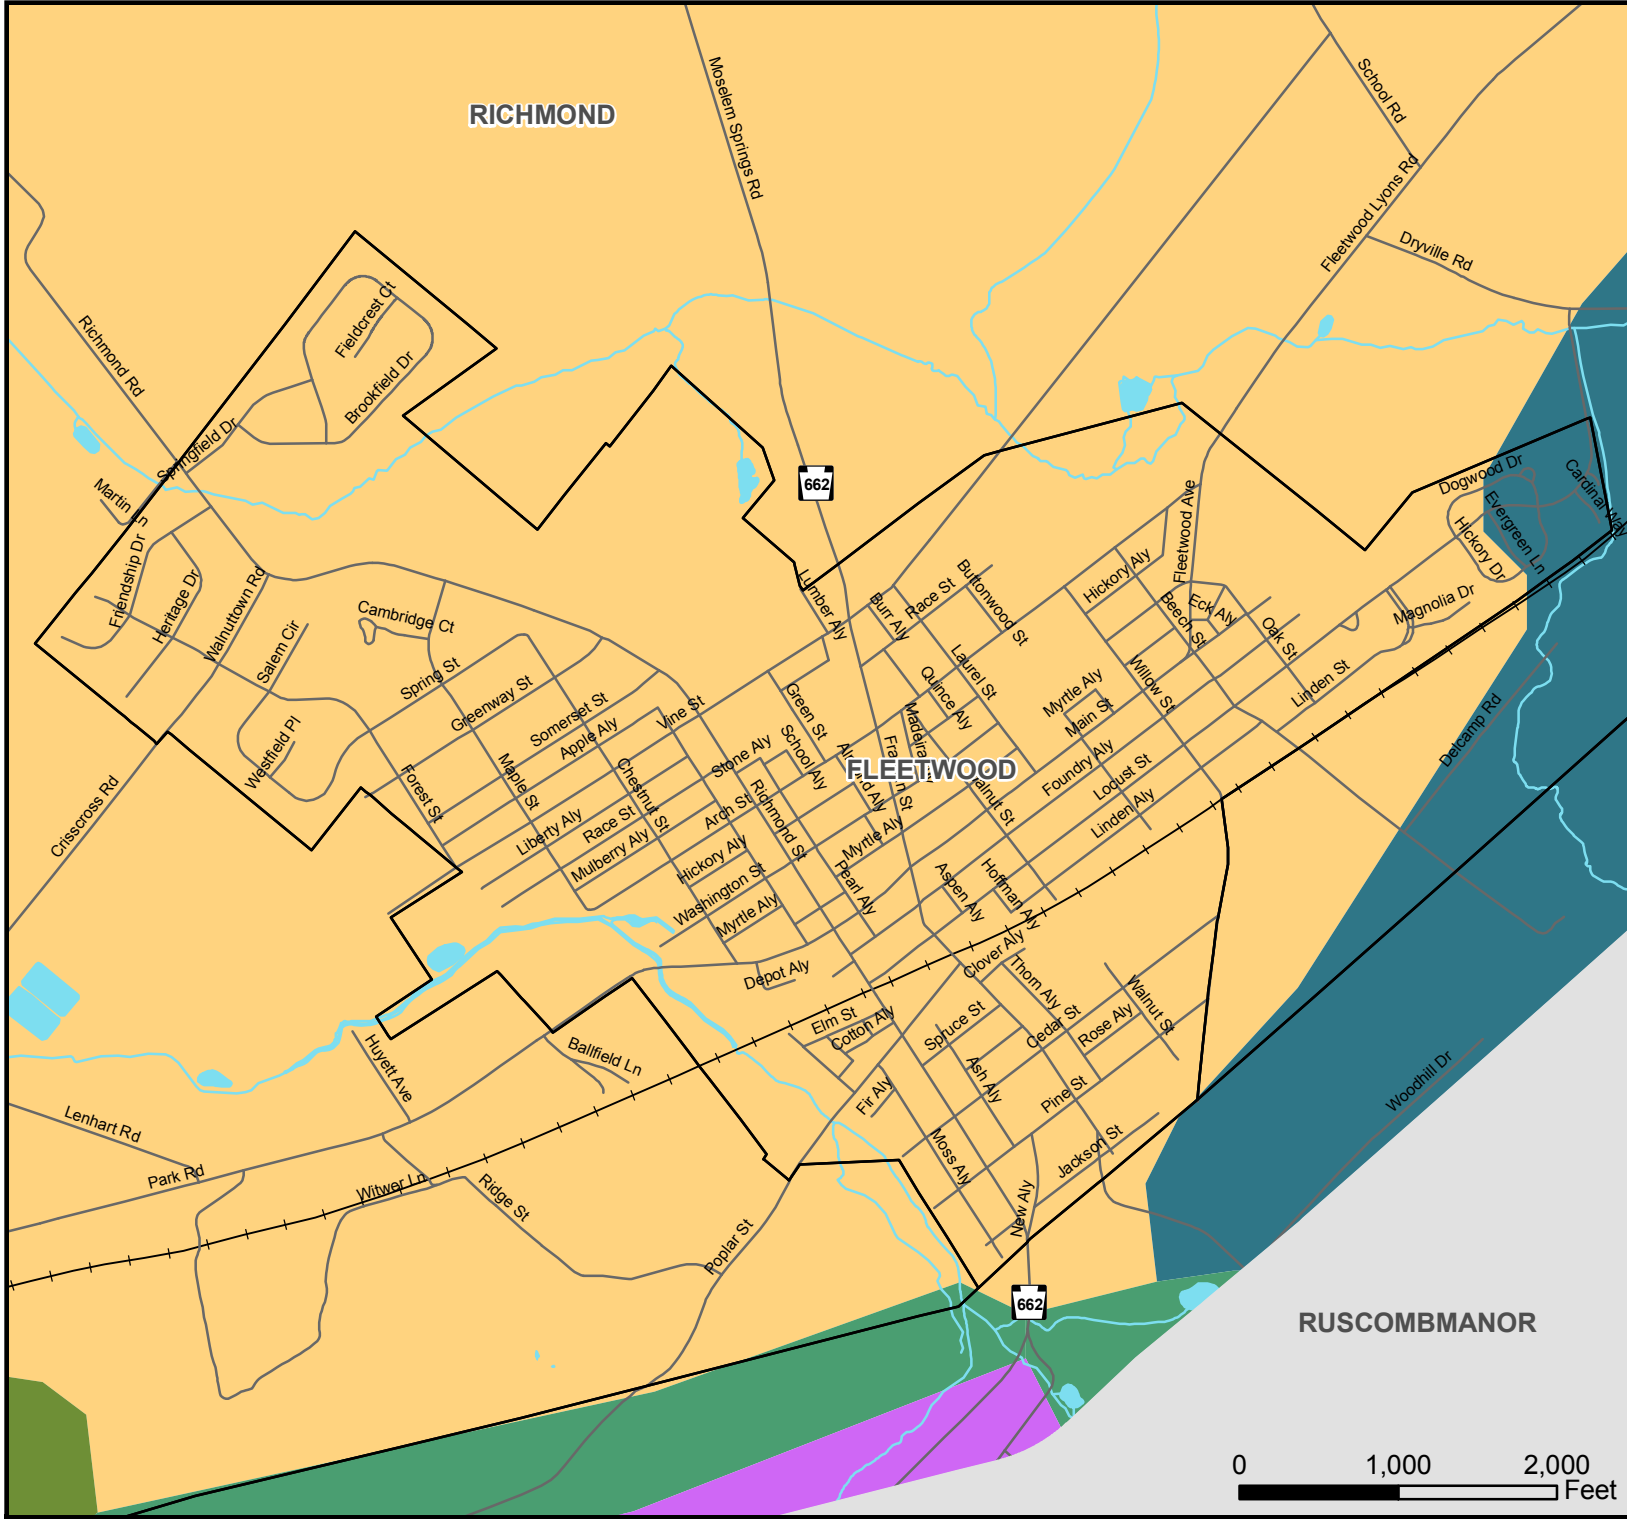 RICHMOND
Moselem Springs Rd
School Rd
Fleetwood Lyons Rd
Dryville Rd
Richmond Rd
Fieldcrest Ct
Brookfield Dr
Springfield Dr
Martin Ln
Friendship Dr
Heritage Dr
Walnuttown Rd
Salem Cir
Cambridge Ct
662
Dogwood Dr
Cardinal Way
Evergreen Ln
Hickory Dr
Magnolia Dr
Fleetwood Ave
Hickory Aly
Eck Aly
Beech St
Oak St
Linden St
Lumber Aly
Burr Aly
Race St
Buttonwood St
Laurel St
Quince Aly
Willow St
Myrtle Aly
Main St
Spring St
Greenway St
Somerset St
Apple Aly
Vine St
Westfield Pl
Crisscross Rd
Forest St
Maple St
Chestnut St
Stone Aly
Green St
School Aly
FLEETWOOD
Foundry Aly
Locust St
Linden Aly
Delcamp Rd
Liberty Aly
Race St
Mulberry Aly
Arch St
Richmond St
Hickory Aly
Washington St
Myrtle Aly
Myrtle Aly
Pearl Aly
Aspen Aly
Hoffman Aly
Depot Aly
Clover Aly
Thorn Aly
Walnut St
Elm St
Cotton Aly
Spruce St
Cedar St
Rose Aly
Ash Aly
Pine St
Fir Aly
Huyett Ave
Ballfield Ln
Woodhill Dr
Lenhart Rd
Park Rd
Witwer Ln
Ridge St
Moss Aly
Jackson St
New Aly
Poplar St
662
RUSCOMBMANOR
0 1,000 2,000
Feet